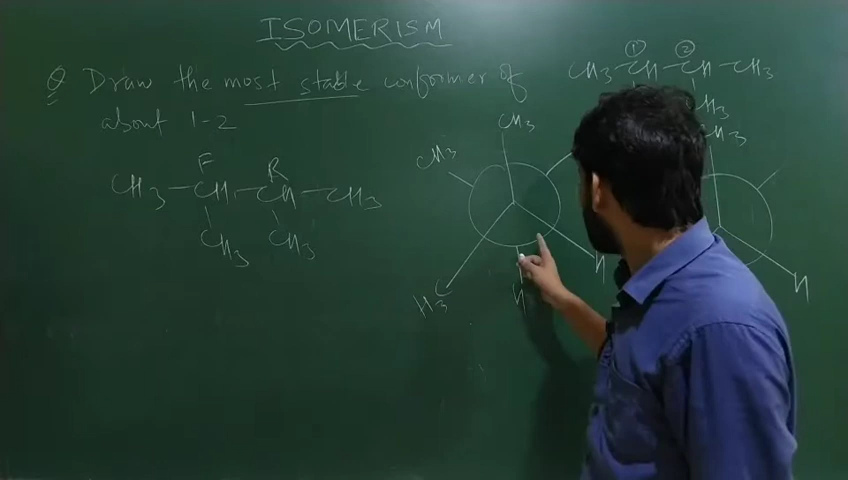 ISOMERISM
Q Draw the most stable conformer of
about 1-2
① ②
CH3 - CH - CH - CH3
CH3
F R
CH3 - CH - CH - CH3
CH3 CH3
CH3
CH3
H3C
H
H
CH3
H